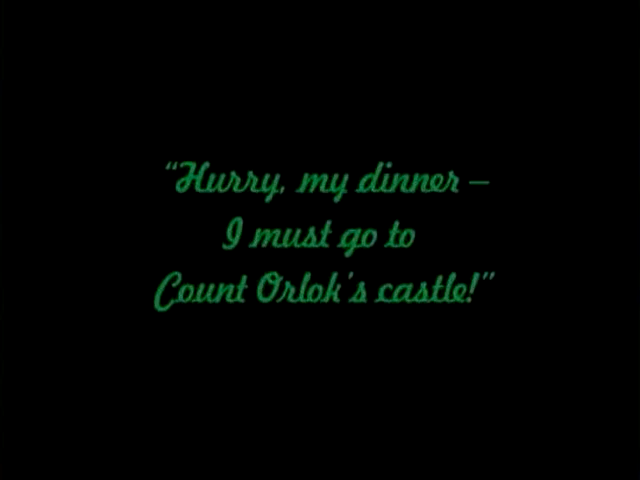 “Hurry, my dinner –
I must go to
Count Orlok's castle!”